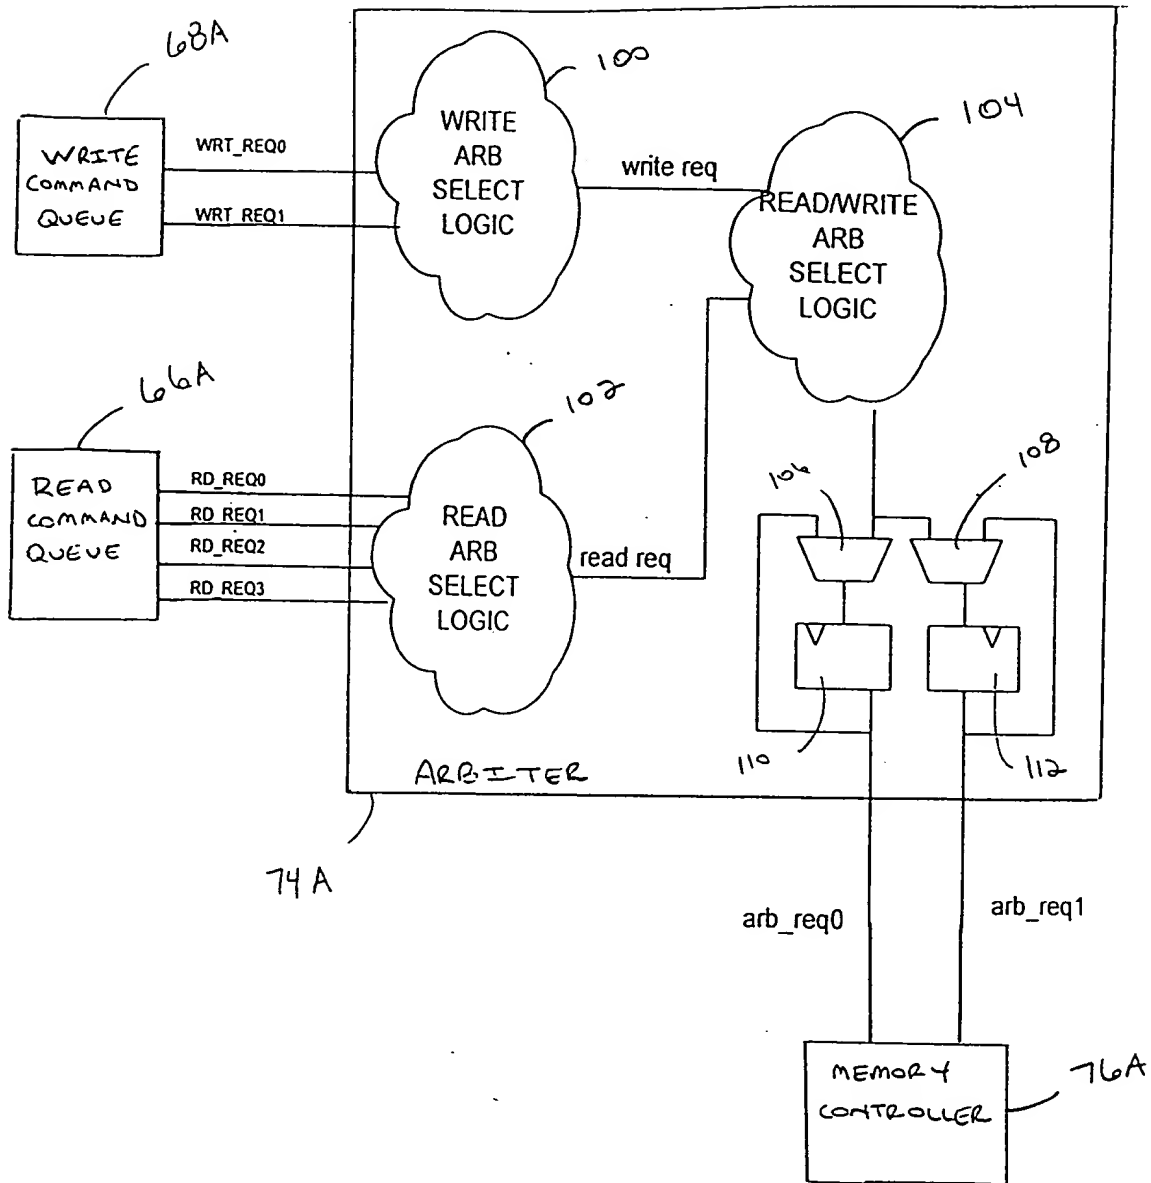 68A
WRITE
COMMAND
QUEUE
WRT_REQ0
WRT_REQ1
100
WRITE
ARB
SELECT
LOGIC
write req
104
READ/WRITE
ARB
SELECT
LOGIC
66A
READ
COMMAND
QUEUE
RD_REQ0
RD_REQ1
RD_REQ2
RD_REQ3
102
READ
ARB
SELECT
LOGIC
read req
106
108
110
112
ARBITER
74A
arb_req0
arb_req1
MEMORY
CONTROLLER
76A